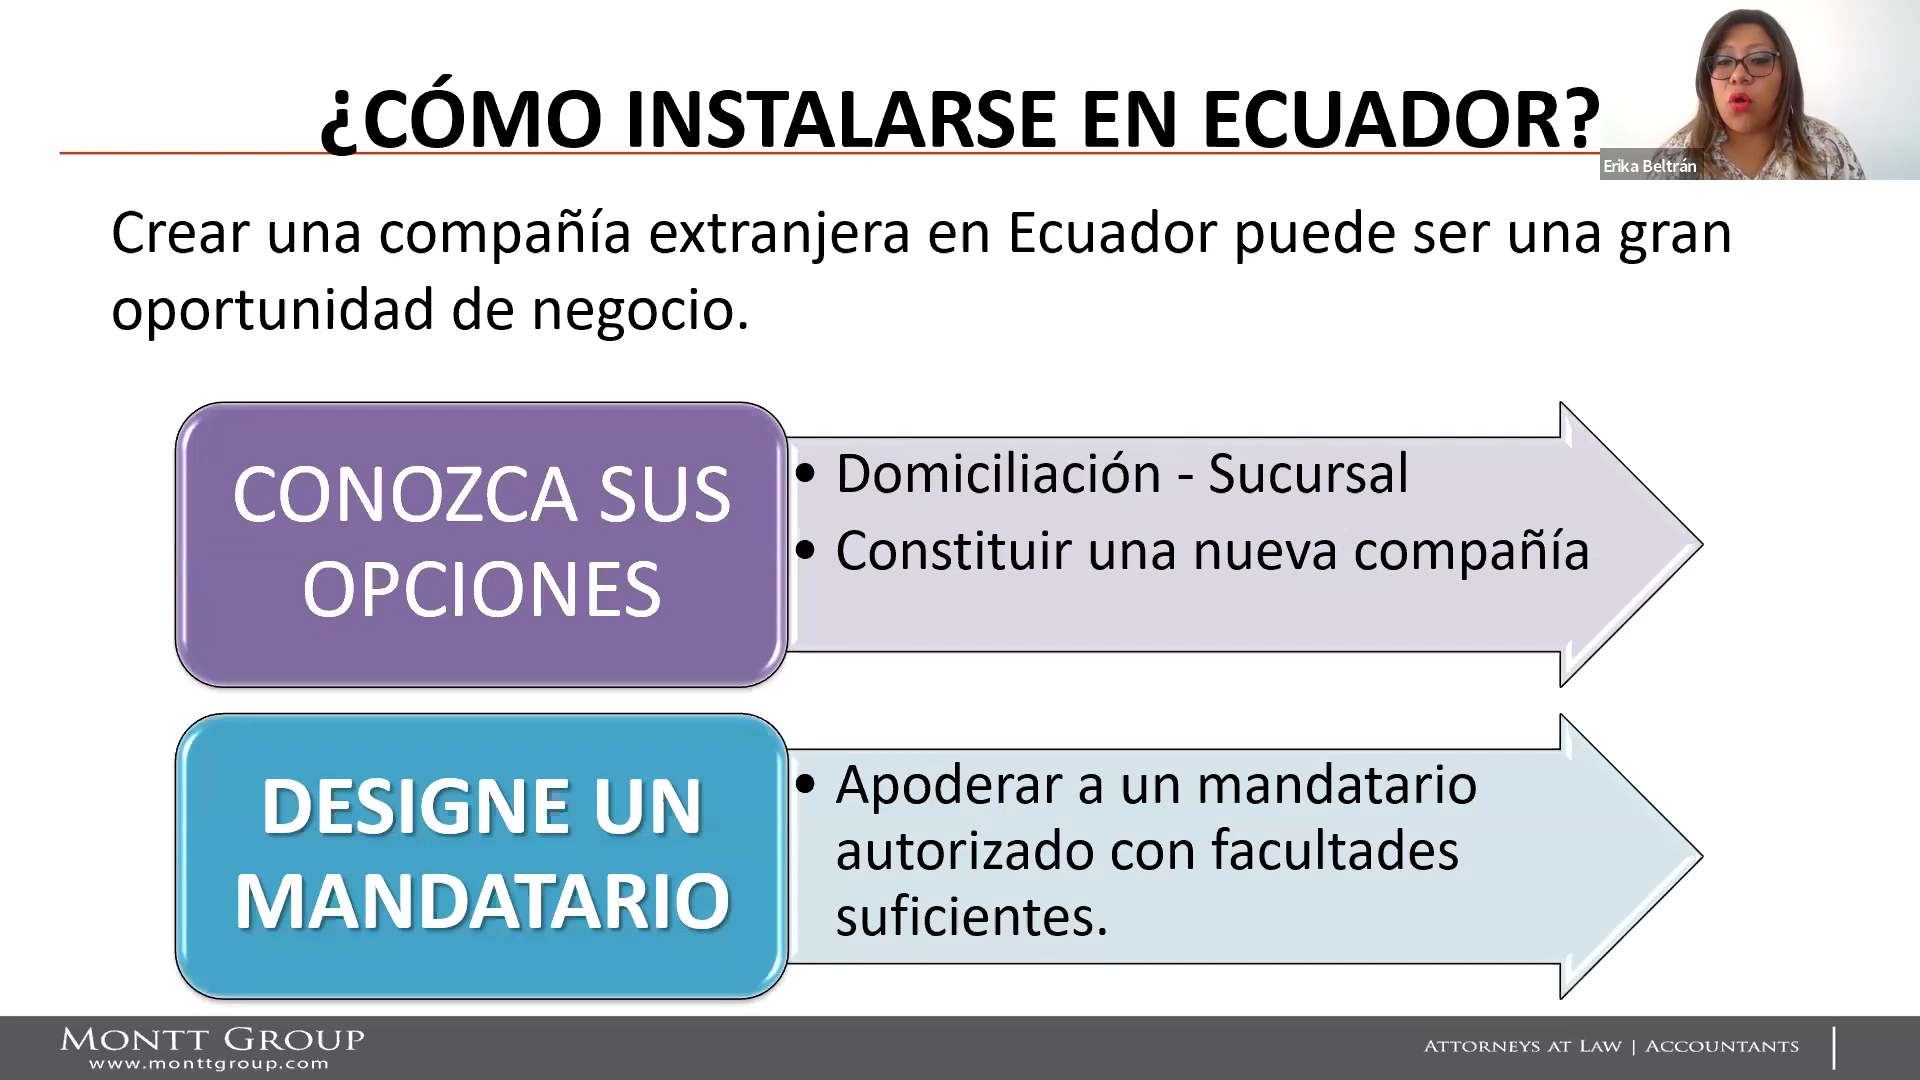 ¿CÓMO INSTALARSE EN ECUADOR?
Erika Beltrán
Crear una compañía extranjera en Ecuador puede ser una gran
oportunidad de negocio.
CONOZCA SUS
OPCIONES
• Domiciliación - Sucursal
• Constituir una nueva compañía
DESIGNE UN
MANDATARIO
• Apoderar a un mandatario
autorizado con facultades
suficientes.
MONTT GROUP
www.monttgroup.com
ATTORNEYS AT LAW | ACCOUNTANTS